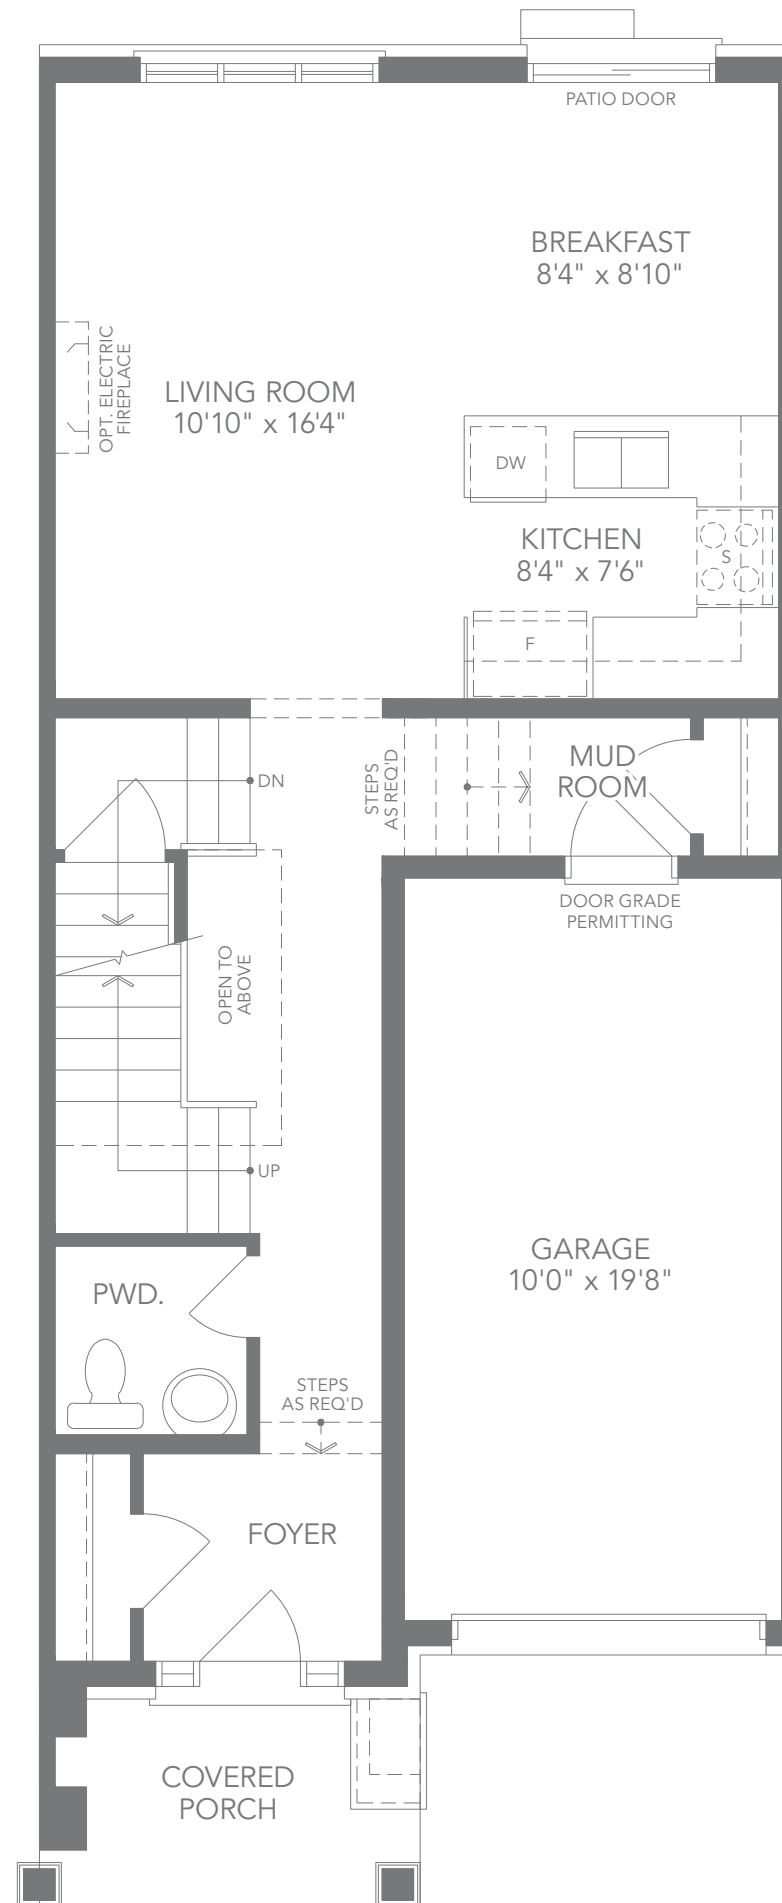 PATIO DOOR
BREAKFAST
8'4" x 8'10"
OPT. ELECTRIC
FIREPLACE
LIVING ROOM
10'10" x 16'4"
DW
KITCHEN
8'4" x 7'6"
S
F
DN
STEPS
AS REQ'D
MUD
ROOM
DOOR GRADE
PERMITTING
OPEN TO
ABOVE
UP
GARAGE
10'0" x 19'8"
PWD.
STEPS
AS REQ'D
FOYER
COVERED
PORCH